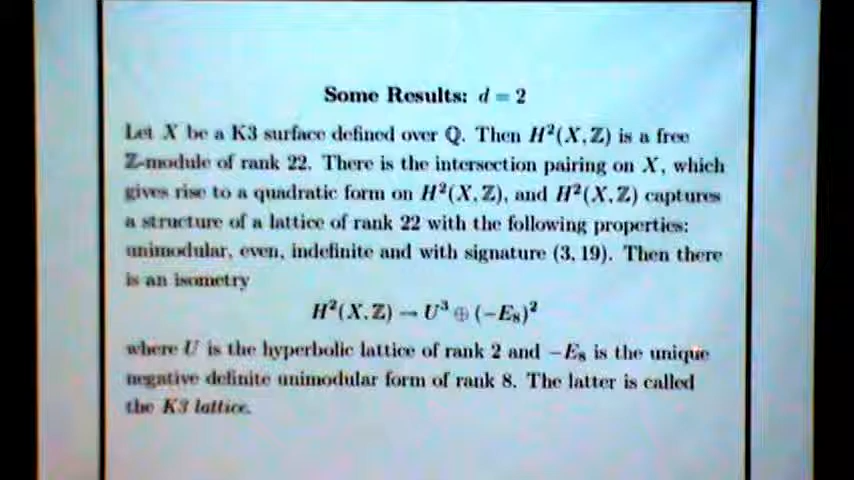 Some Results: d = 2
Let X be a K3 surface defined over ℚ. Then H²(X, ℤ) is a free
ℤ-module of rank 22. There is the intersection pairing on X, which
gives rise to a quadratic form on H²(X, ℤ), and H²(X, ℤ) captures
a structure of a lattice of rank 22 with the following properties:
unimodular, even, indefinite and with signature (3, 19). Then there
is an isometry
H²(X, ℤ) → U³ ⊕ (−E₈)²
where U is the hyperbolic lattice of rank 2 and −E₈ is the unique
negative definite unimodular form of rank 8. The latter is called
the K3 lattice.